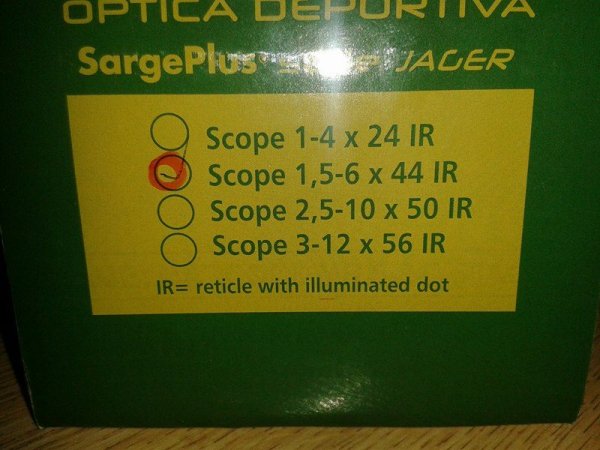 OPTICA DEPORTIVA
SargePlus JAGER
Scope 1-4 x 24 IR
Scope 1,5-6 x 44 IR
Scope 2,5-10 x 50 IR
Scope 3-12 x 56 IR
IR= reticle with illuminated dot